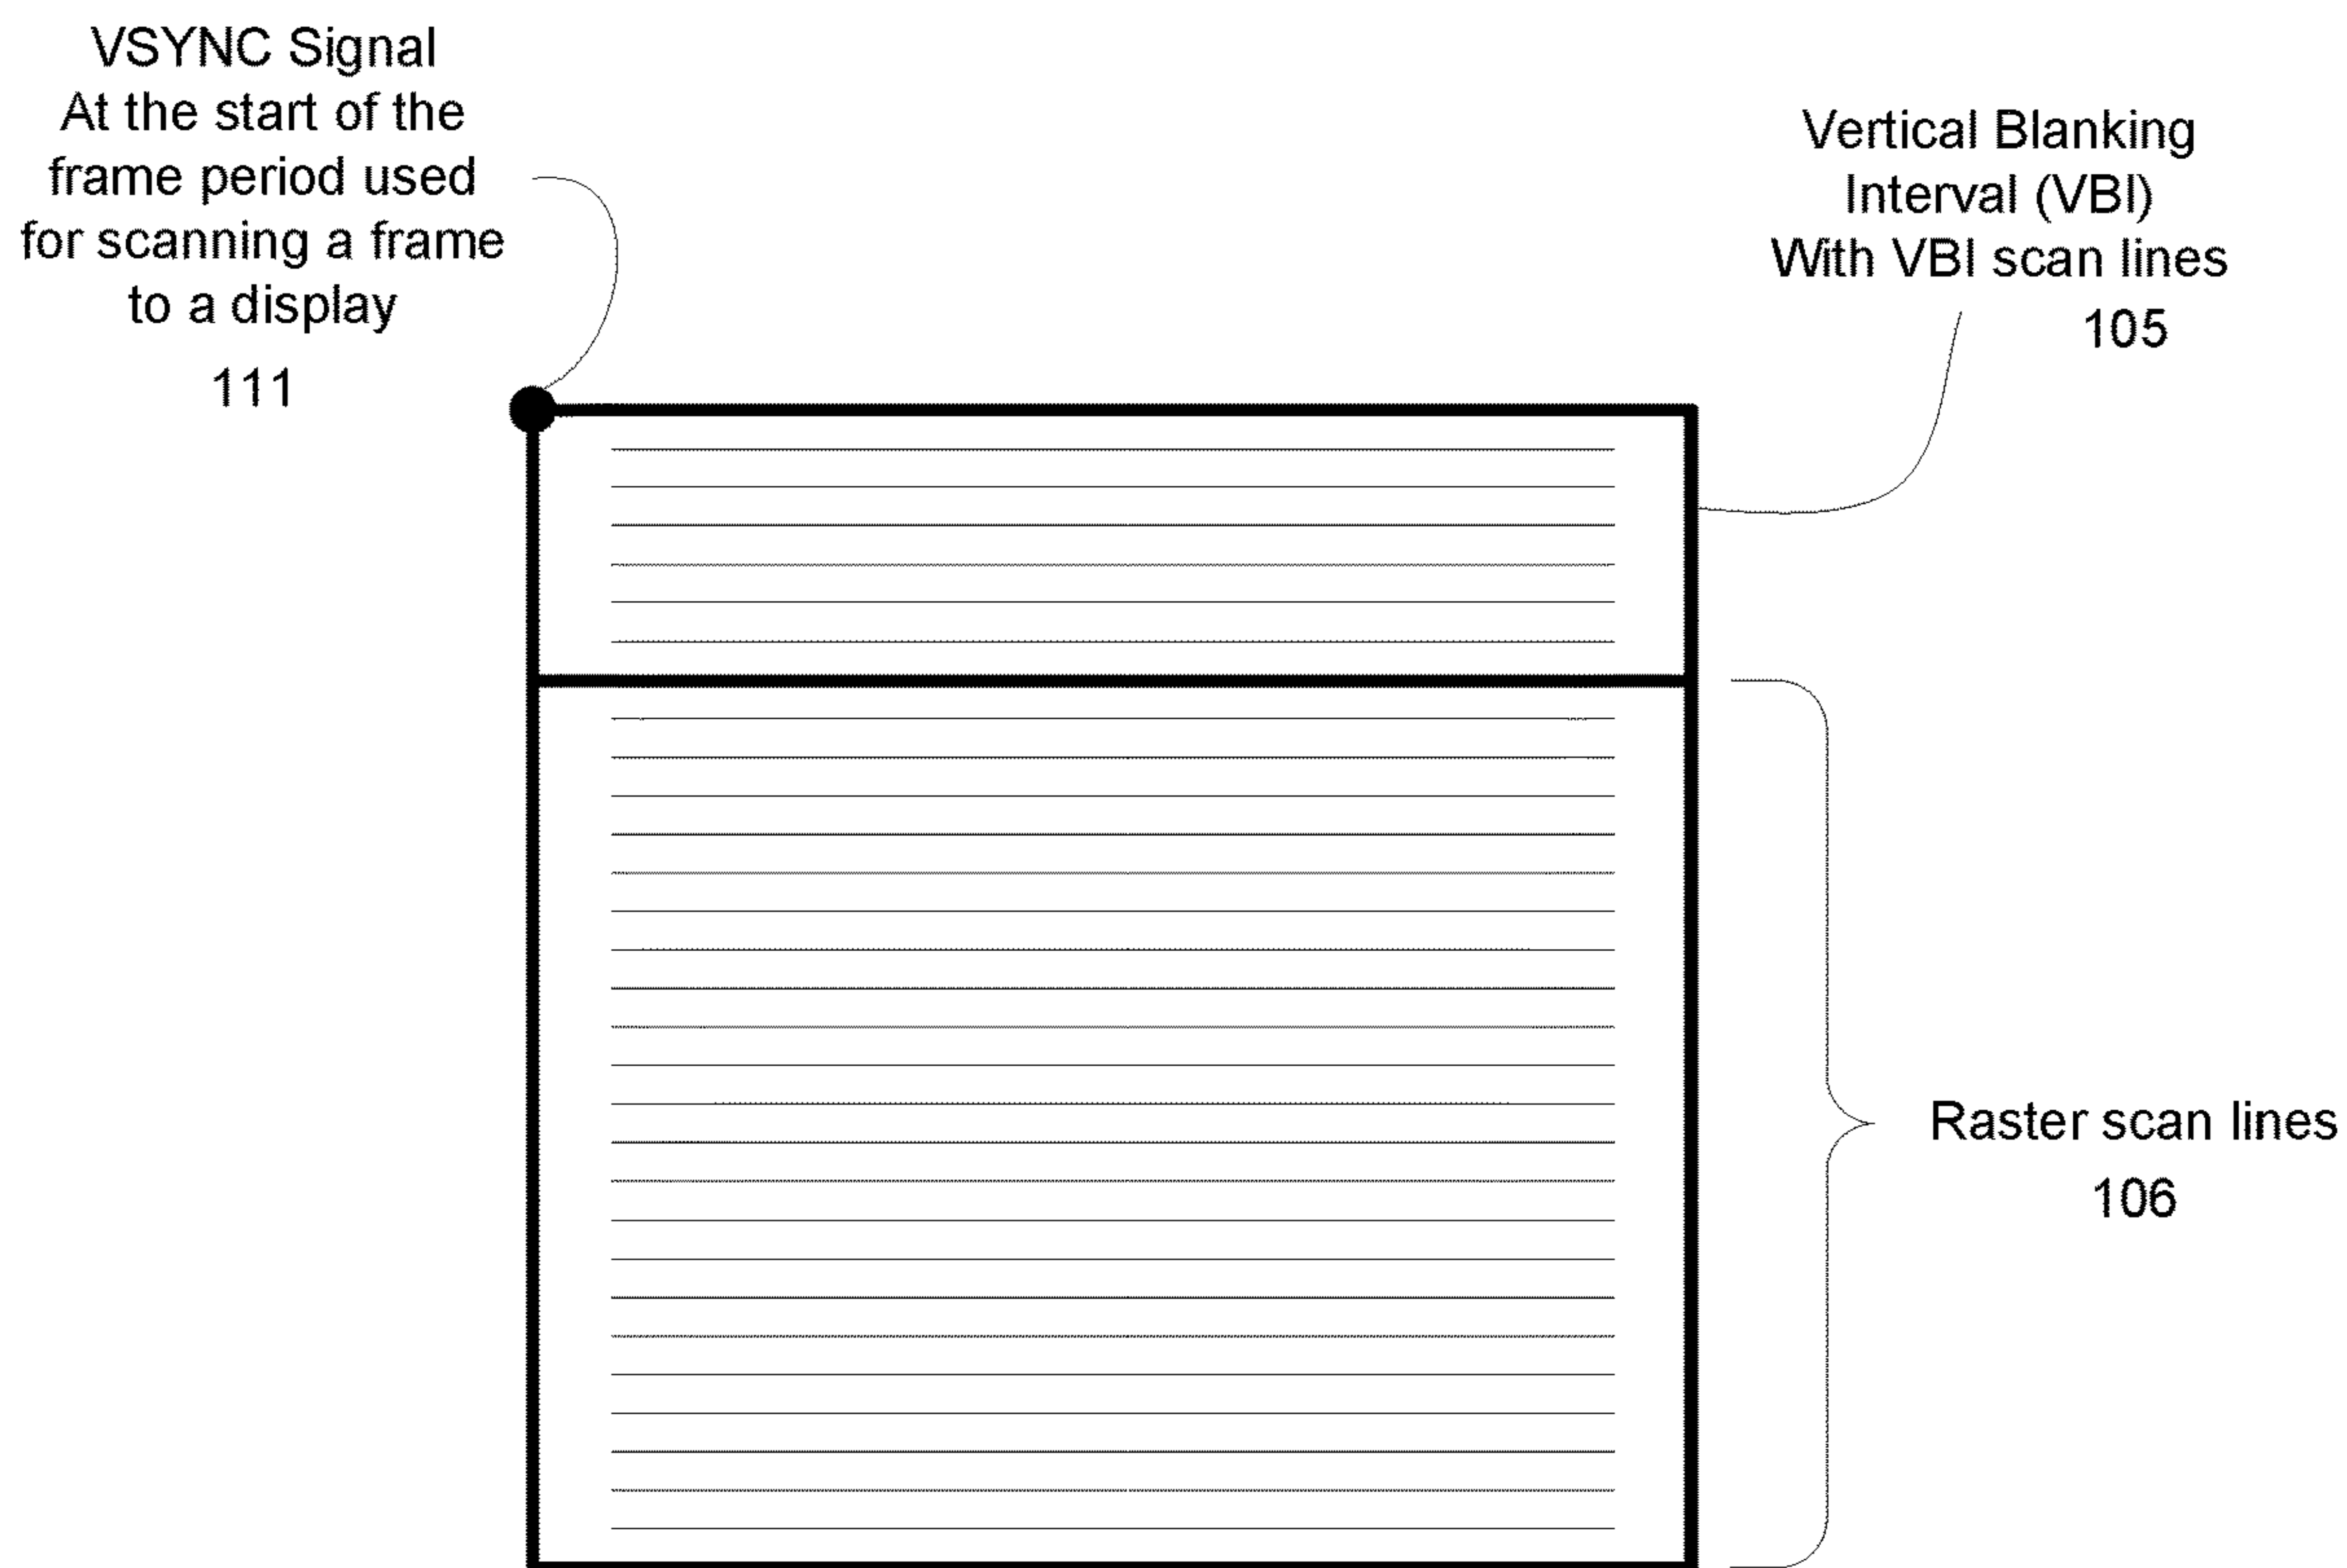 VSYNC Signal
At the start of the
frame period used
for scanning a frame
to a display
111
Vertical Blanking
Interval (VBI)
With VBI scan lines
105
Raster scan lines
106